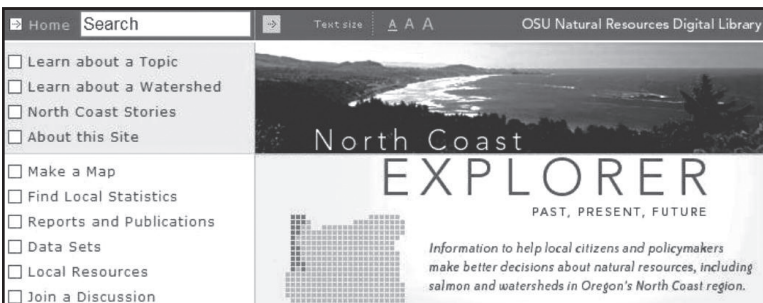 Home Search Text size A A A OSU Natural Resources Digital Library
Learn about a Topic
Learn about a Watershed
North Coast Stories
About this Site
Make a Map
Find Local Statistics
Reports and Publications
Data Sets
Local Resources
Join a Discussion
North Coast
EXPLORER
PAST, PRESENT, FUTURE
Information to help local citizens and policymakers
make better decisions about natural resources, including
salmon and watersheds in Oregon's North Coast region.